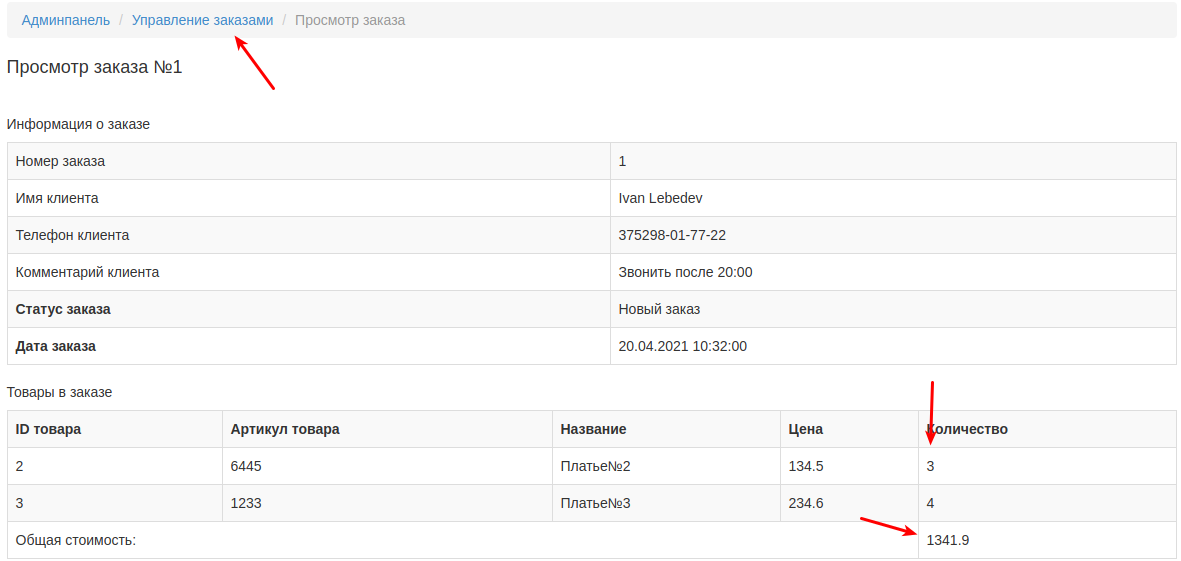 Админпанель / Управление заказами / Просмотр заказа
Просмотр заказа №1
Информация о заказе
Номер заказа 1
Имя клиента Ivan Lebedev
Телефон клиента 375298-01-77-22
Комментарий клиента Звонить после 20:00
Статус заказа Новый заказ
Дата заказа 20.04.2021 10:32:00
Товары в заказе
ID товара Артикул товара Название Цена Количество
2 6445 Платье№2 134.5 3
3 1233 Платье№3 234.6 4
Общая стоимость: 1341.9